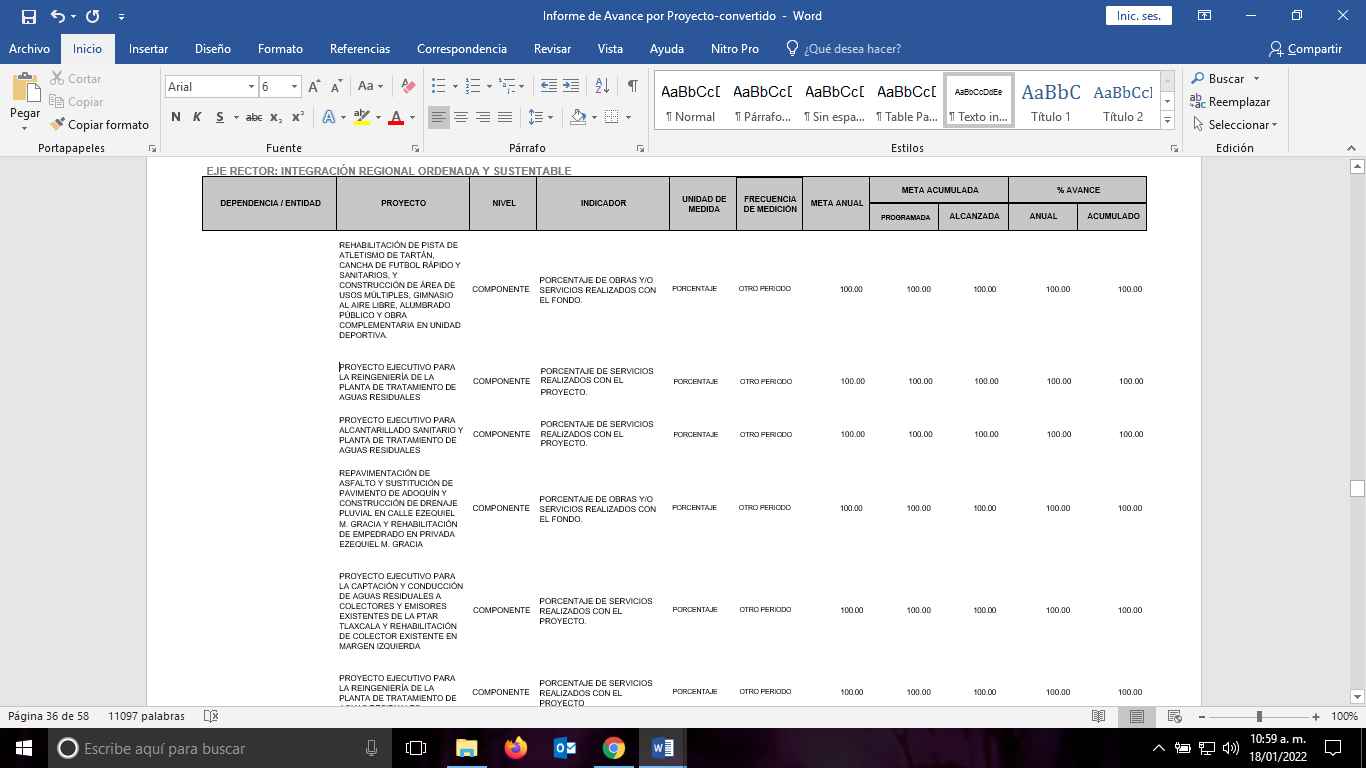 Informe de Avance por Proyecto-convertido - Word
Inic. ses.
Archivo Inicio Insertar Diseño Formato Referencias Correspondencia Revisar Vista Ayuda Nitro Pro ¿Qué desea hacer? Compartir
Pegar
Cortar
Copiar
Copiar formato
Portapapeles
Arial 6
N K S abc x₂ x²
Fuente
Párrafo
AaBbCcD AaBbCcD AaBbCcD AaBbCcD AaBbCcDdEe AaBbC AaBbCcI
¶ Normal ¶ Párrafo... ¶ Sin espa... ¶ Table Pa... ¶ Texto in... Título 1 Título 2
Estilos
Buscar
Reemplazar
Seleccionar
Edición
EJE RECTOR: INTEGRACIÓN REGIONAL ORDENADA Y SUSTENTABLE
DEPENDENCIA / ENTIDAD
PROYECTO
NIVEL
INDICADOR
UNIDAD DE
MEDIDA
FRECUENCIA
DE MEDICIÓN
META ANUAL
META ACUMULADA
PROGRAMADA ALCANZADA
% AVANCE
ANUAL ACUMULADO
REHABILITACIÓN DE PISTA DE
ATLETISMO DE TARTÁN,
CANCHA DE FUTBOL RÁPIDO Y
SANITARIOS, Y
CONSTRUCCIÓN DE ÁREA DE
USOS MÚLTIPLES, GIMNASIO
AL AIRE LIBRE, ALUMBRADO
PÚBLICO Y OBRA
COMPLEMENTARIA EN UNIDAD
DEPORTIVA.
COMPONENTE
PORCENTAJE DE OBRAS Y/O
SERVICIOS REALIZADOS CON
EL FONDO.
PORCENTAJE OTRO PERIODO 100.00 100.00 100.00 100.00 100.00
PROYECTO EJECUTIVO PARA
LA REINGENIERÍA DE LA
PLANTA DE TRATAMIENTO DE
AGUAS RESIDUALES
COMPONENTE
PORCENTAJE DE SERVICIOS
REALIZADOS CON EL
PROYECTO.
PORCENTAJE OTRO PERIODO 100.00 100.00 100.00 100.00 100.00
PROYECTO EJECUTIVO PARA
ALCANTARILLADO SANITARIO Y
PLANTA DE TRATAMIENTO DE
AGUAS RESIDUALES
COMPONENTE
PORCENTAJE DE SERVICIOS
REALIZADOS CON EL
PROYECTO.
PORCENTAJE OTRO PERIODO 100.00 100.00 100.00 100.00 100.00
REPAVIMENTACIÓN DE
ASFALTO Y SUSTITUCIÓN DE
PAVIMENTO DE ADOQUÍN Y
CONSTRUCCIÓN DE DRENAJE
PLUVIAL EN CALLE EZEQUIEL
M. GRACIA Y REHABILITACIÓN
DE EMPEDRADO EN PRIVADA
EZEQUIEL M. GRACIA
COMPONENTE
PORCENTAJE DE OBRAS Y/O
SERVICIOS REALIZADOS CON
EL FONDO.
PORCENTAJE OTRO PERIODO 100.00 100.00 100.00 100.00 100.00
PROYECTO EJECUTIVO PARA
LA CAPTACIÓN Y CONDUCCIÓN
DE AGUAS RESIDUALES A
COLECTORES Y EMISORES
EXISTENTES DE LA PTAR
TLAXCALA Y REHABILITACIÓN
DE COLECTOR EXISTENTE EN
MARGEN IZQUIERDA
COMPONENTE
PORCENTAJE DE SERVICIOS
REALIZADOS CON EL
PROYECTO.
PORCENTAJE OTRO PERIODO 100.00 100.00 100.00 100.00 100.00
PROYECTO EJECUTIVO PARA
LA REINGENIERÍA DE LA
PLANTA DE TRATAMIENTO DE
AGUAS RESIDUALES
COMPONENTE
PORCENTAJE DE SERVICIOS
REALIZADOS CON EL
PROYECTO
PORCENTAJE OTRO PERIODO 100.00 100.00 100.00 100.00 100.00
Página 36 de 58 11097 palabras 100%
Escribe aquí para buscar
10:59 a. m.
18/01/2022